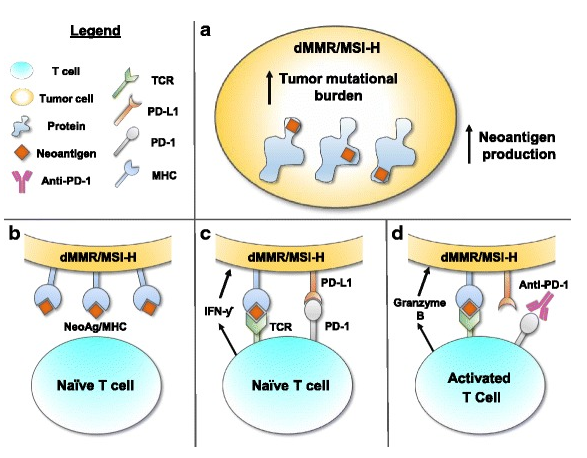 Legend
T cell
Tumor cell
Protein
Neoantigen
Anti-PD-1
TCR
PD-L1
PD-1
MHC
a
dMMR/MSI-H
Tumor mutational
burden
Neoantigen
production
b
dMMR/MSI-H
NeoAg/MHC
Naïve T cell
c
dMMR/MSI-H
PD-L1
IFN-γ
TCR
PD-1
Naïve T cell
d
dMMR/MSI-H
Anti-PD-1
Granzyme
B
Activated
T Cell